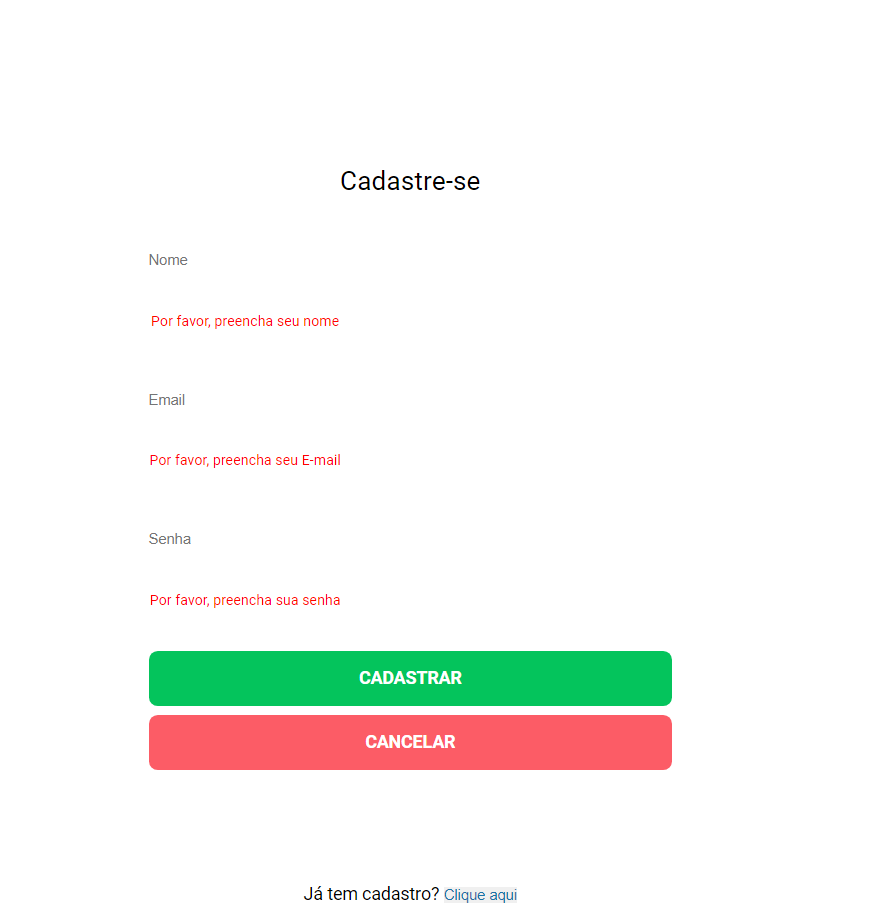 Cadastre-se
Nome
Por favor, preencha seu nome
Email
Por favor, preencha seu E-mail
Senha
Por favor, preencha sua senha
CADASTRAR
CANCELAR
Já tem cadastro? Clique aqui